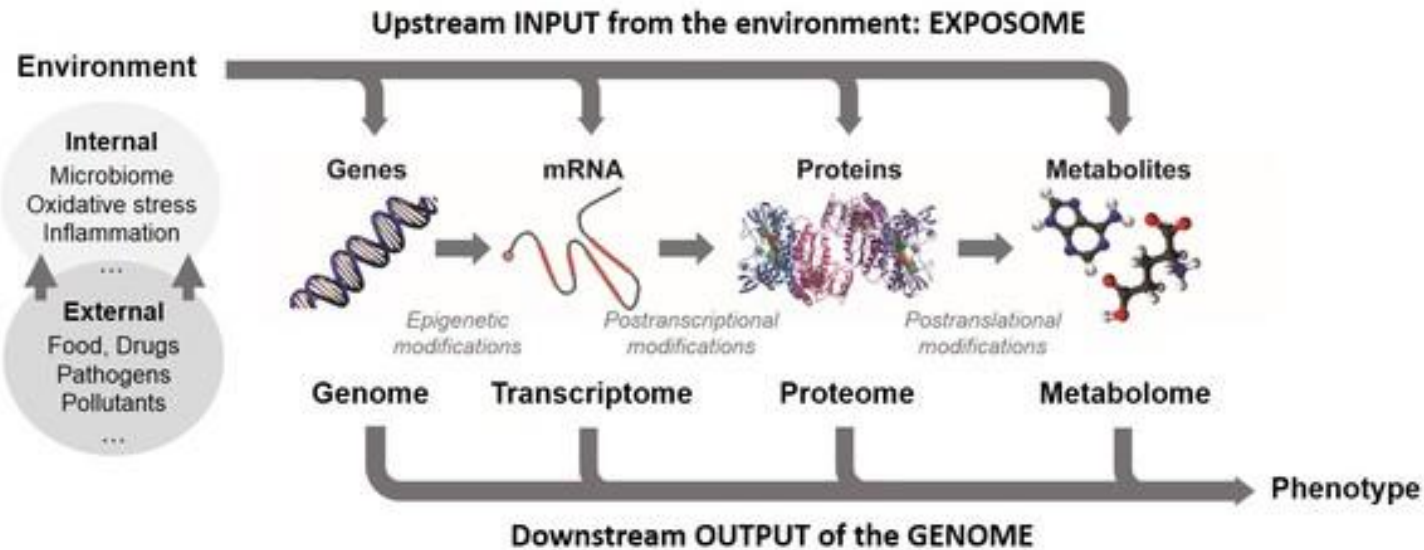 Upstream INPUT from the environment: EXPOSOME
Environment
Internal
Microbiome
Oxidative stress
Inflammation
...
External
Food, Drugs
Pathogens
Pollutants
...
Genes
mRNA
Proteins
Metabolites
Epigenetic
modifications
Postranscriptional
modifications
Postranslational
modifications
Genome
Transcriptome
Proteome
Metabolome
Phenotype
Downstream OUTPUT of the GENOME